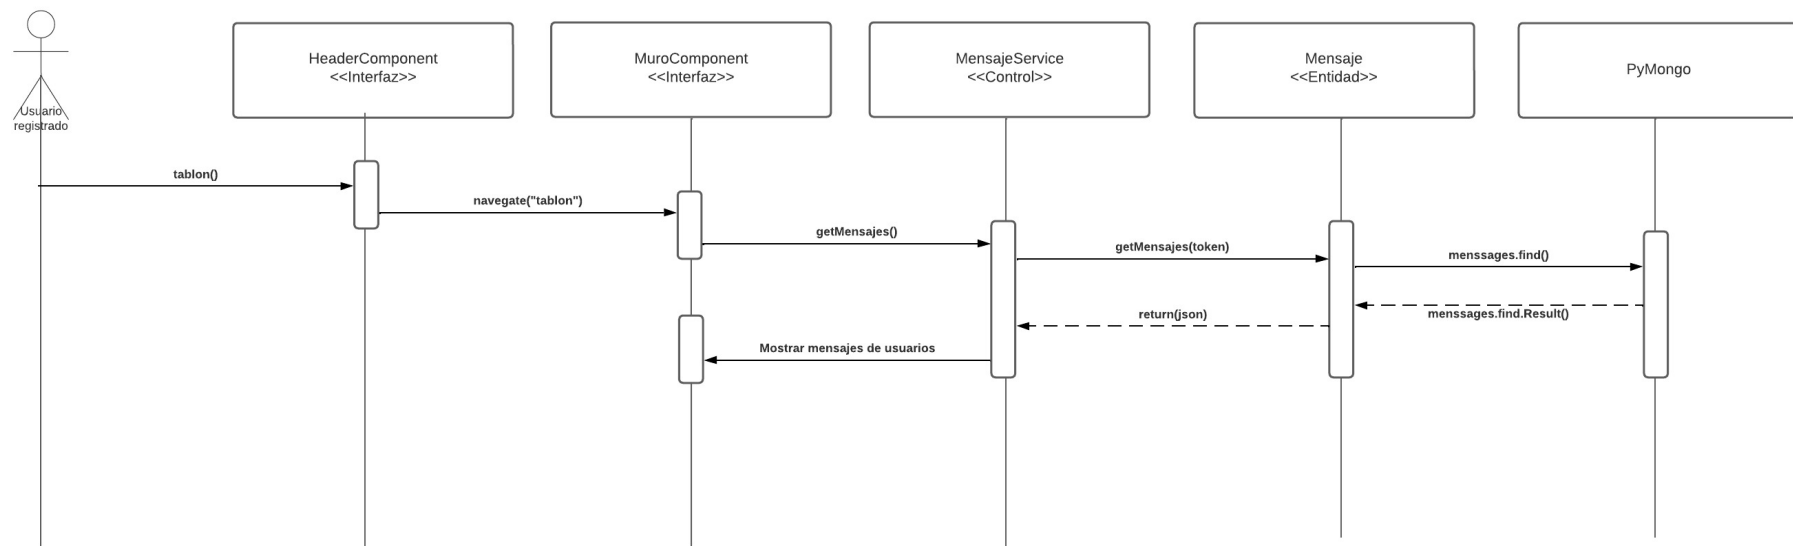 Usuario
registrado
HeaderComponent
<<Interfaz>>
MuroComponent
<<Interfaz>>
MensajeService
<<Control>>
Mensaje
<<Entidad>>
PyMongo
tablon()
navegate("tablon")
getMensajes()
getMensajes(token)
menssages.find()
menssages.find.Result()
return(json)
Mostrar mensajes de usuarios